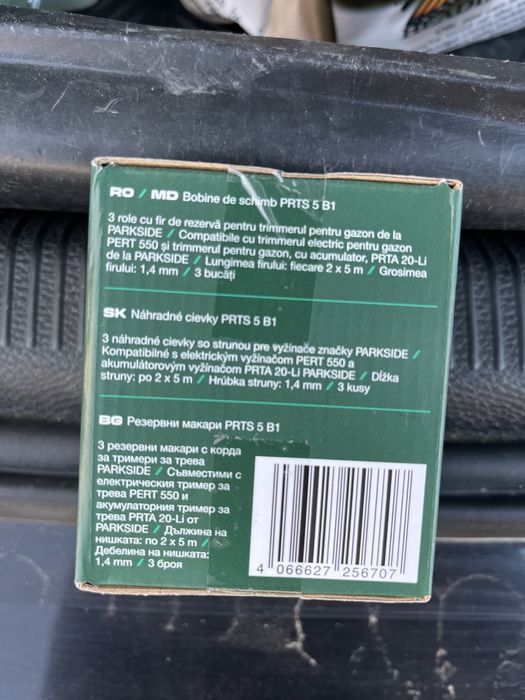 RO / MD Bobine de schimb PRTS 5 B1
3 role cu fir de rezervă pentru trimmerul pentru gazon de la
PARKSIDE / Compatibile cu trimmerul electric pentru gazon
PERT 550 și trimmerul pentru gazon, cu acumulator, PRTA 20-Li
de la PARKSIDE / Lungimea firului: fiecare 2 x 5 m / Grosimea
firului: 1,4 mm / 3 bucăți
SK Náhradné cievky PRTS 5 B1
3 náhradné cievky so strunou pre vyžínače značky PARKSIDE /
Kompatibilné s elektrickým vyžínačom PERT 550 a
akumulátorovým vyžínačom PRTA 20-Li PARKSIDE / Dĺžka
struny: po 2 x 5 m / Hrúbka struny: 1,4 mm / 3 kusy
BG Резервни макари PRTS 5 B1
3 резервни макари с корда
за тримери за трева
PARKSIDE / Съвместими с
електрическия тример за
трева PERT 550 и
акумулаторния тример за
трева PRTA 20-Li от
PARKSIDE / Дължина на
нишката: по 2 x 5 m /
Дебелина на нишката:
1,4 mm / 3 броя
4 066627 256707